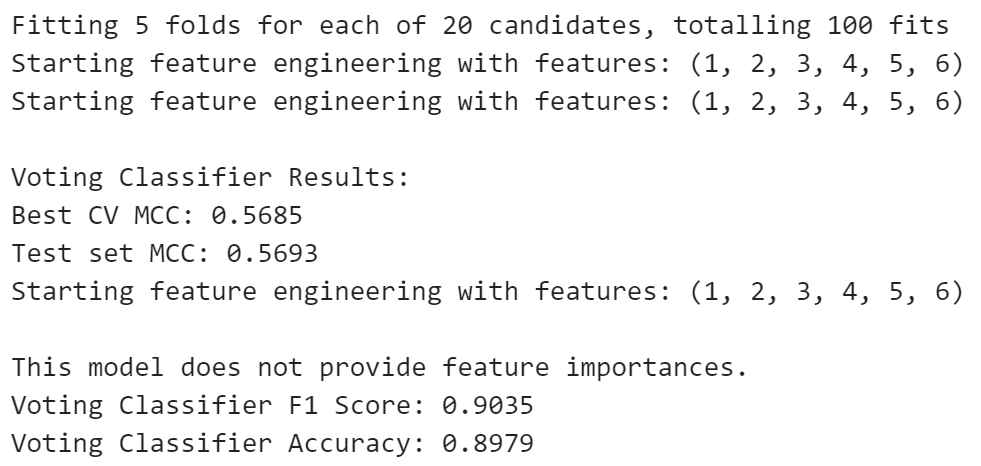 Fitting 5 folds for each of 20 candidates, totalling 100 fits
Starting feature engineering with features: (1, 2, 3, 4, 5, 6)
Starting feature engineering with features: (1, 2, 3, 4, 5, 6)
Voting Classifier Results:
Best CV MCC: 0.5685
Test set MCC: 0.5693
Starting feature engineering with features: (1, 2, 3, 4, 5, 6)
This model does not provide feature importances.
Voting Classifier F1 Score: 0.9035
Voting Classifier Accuracy: 0.8979